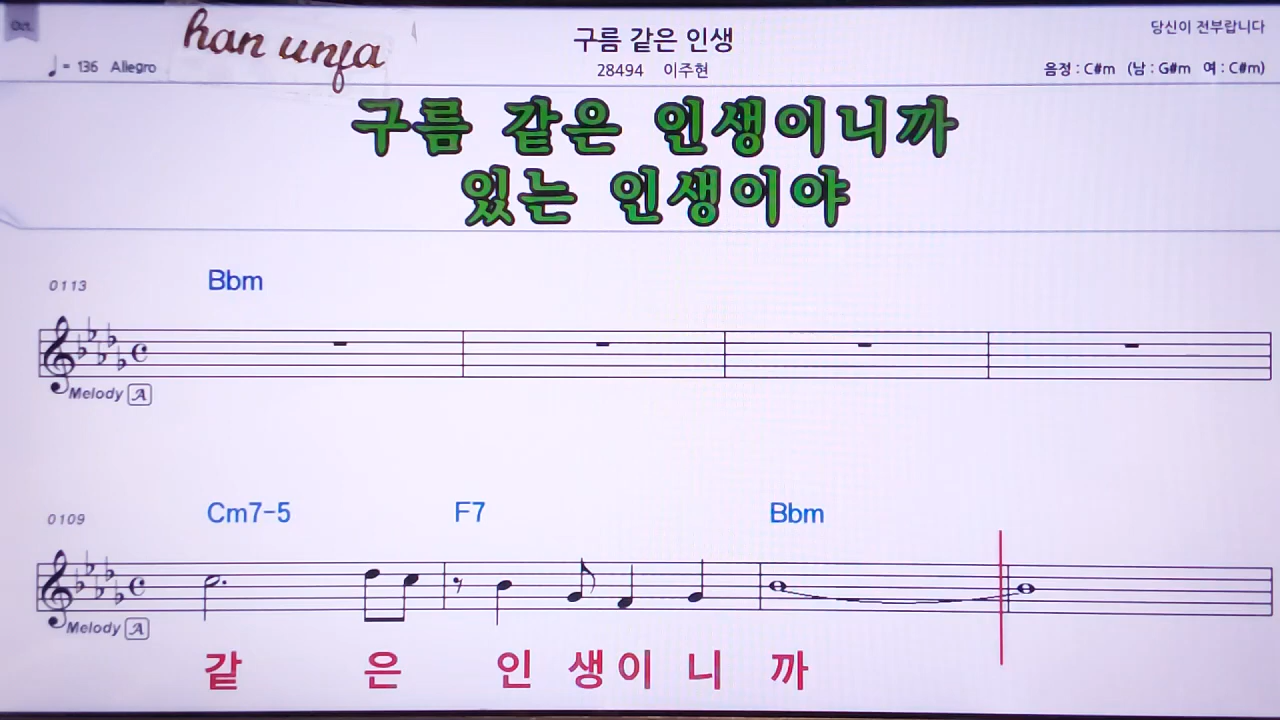 Oct.
han unja
구름 같은 인생
당신이 전부랍니다
♩ = 136 Allegro
28494 이주현
음정 : C#m (남 : G#m 여 : C#m)
구름 같은 인생이니까
있는 인생이야
0113 Bbm
Melody A
0109 Cm7-5 F7 Bbm
Melody A
같 은 인 생 이 니 까